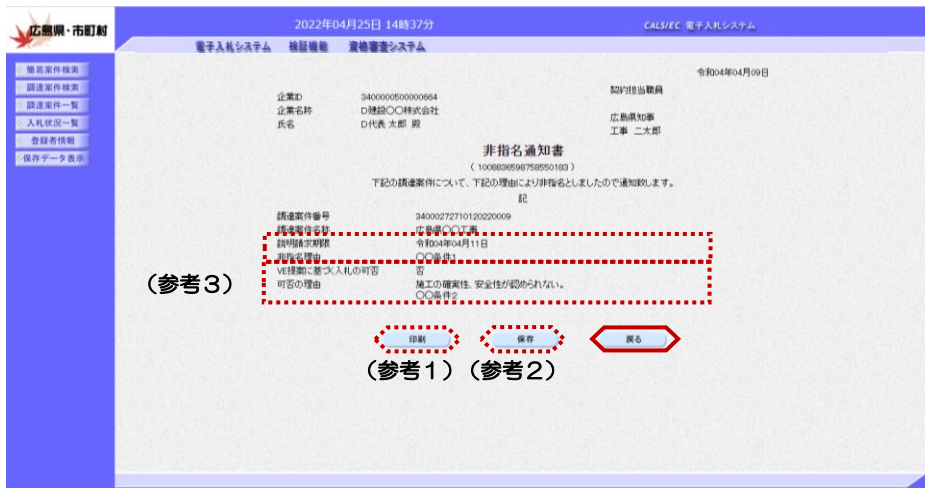 広島県・市町村
2022年04月25日 14時37分
CALS/EC 電子入札システム
電子入札システム 検証機能 資格審査システム
簡易案件検索
調達案件検索
調達案件一覧
入札状況一覧
登録者情報
保存データ表示
令和04年04月09日
企業ID 3400000500000664
企業名称 D建設〇〇株式会社
氏名 D代表 太郎 殿
契約担当職員
広島県知事
工事 二太郎
非指名通知書
( 1008836598758550183 )
下記の調達案件について、下記の理由により非指名としましたので通知致します。
記
調達案件番号 34000272710120220009
調達案件名称 広島県〇〇工事
説明請求期限 令和04年04月11日
非指名理由 〇〇条件1
VE提案に基づく入札の可否 否
可否の理由 施工の確実性、安全性が認められない。
〇〇条件2
(参考3)
印刷 保存 戻る
(参考1) (参考2)